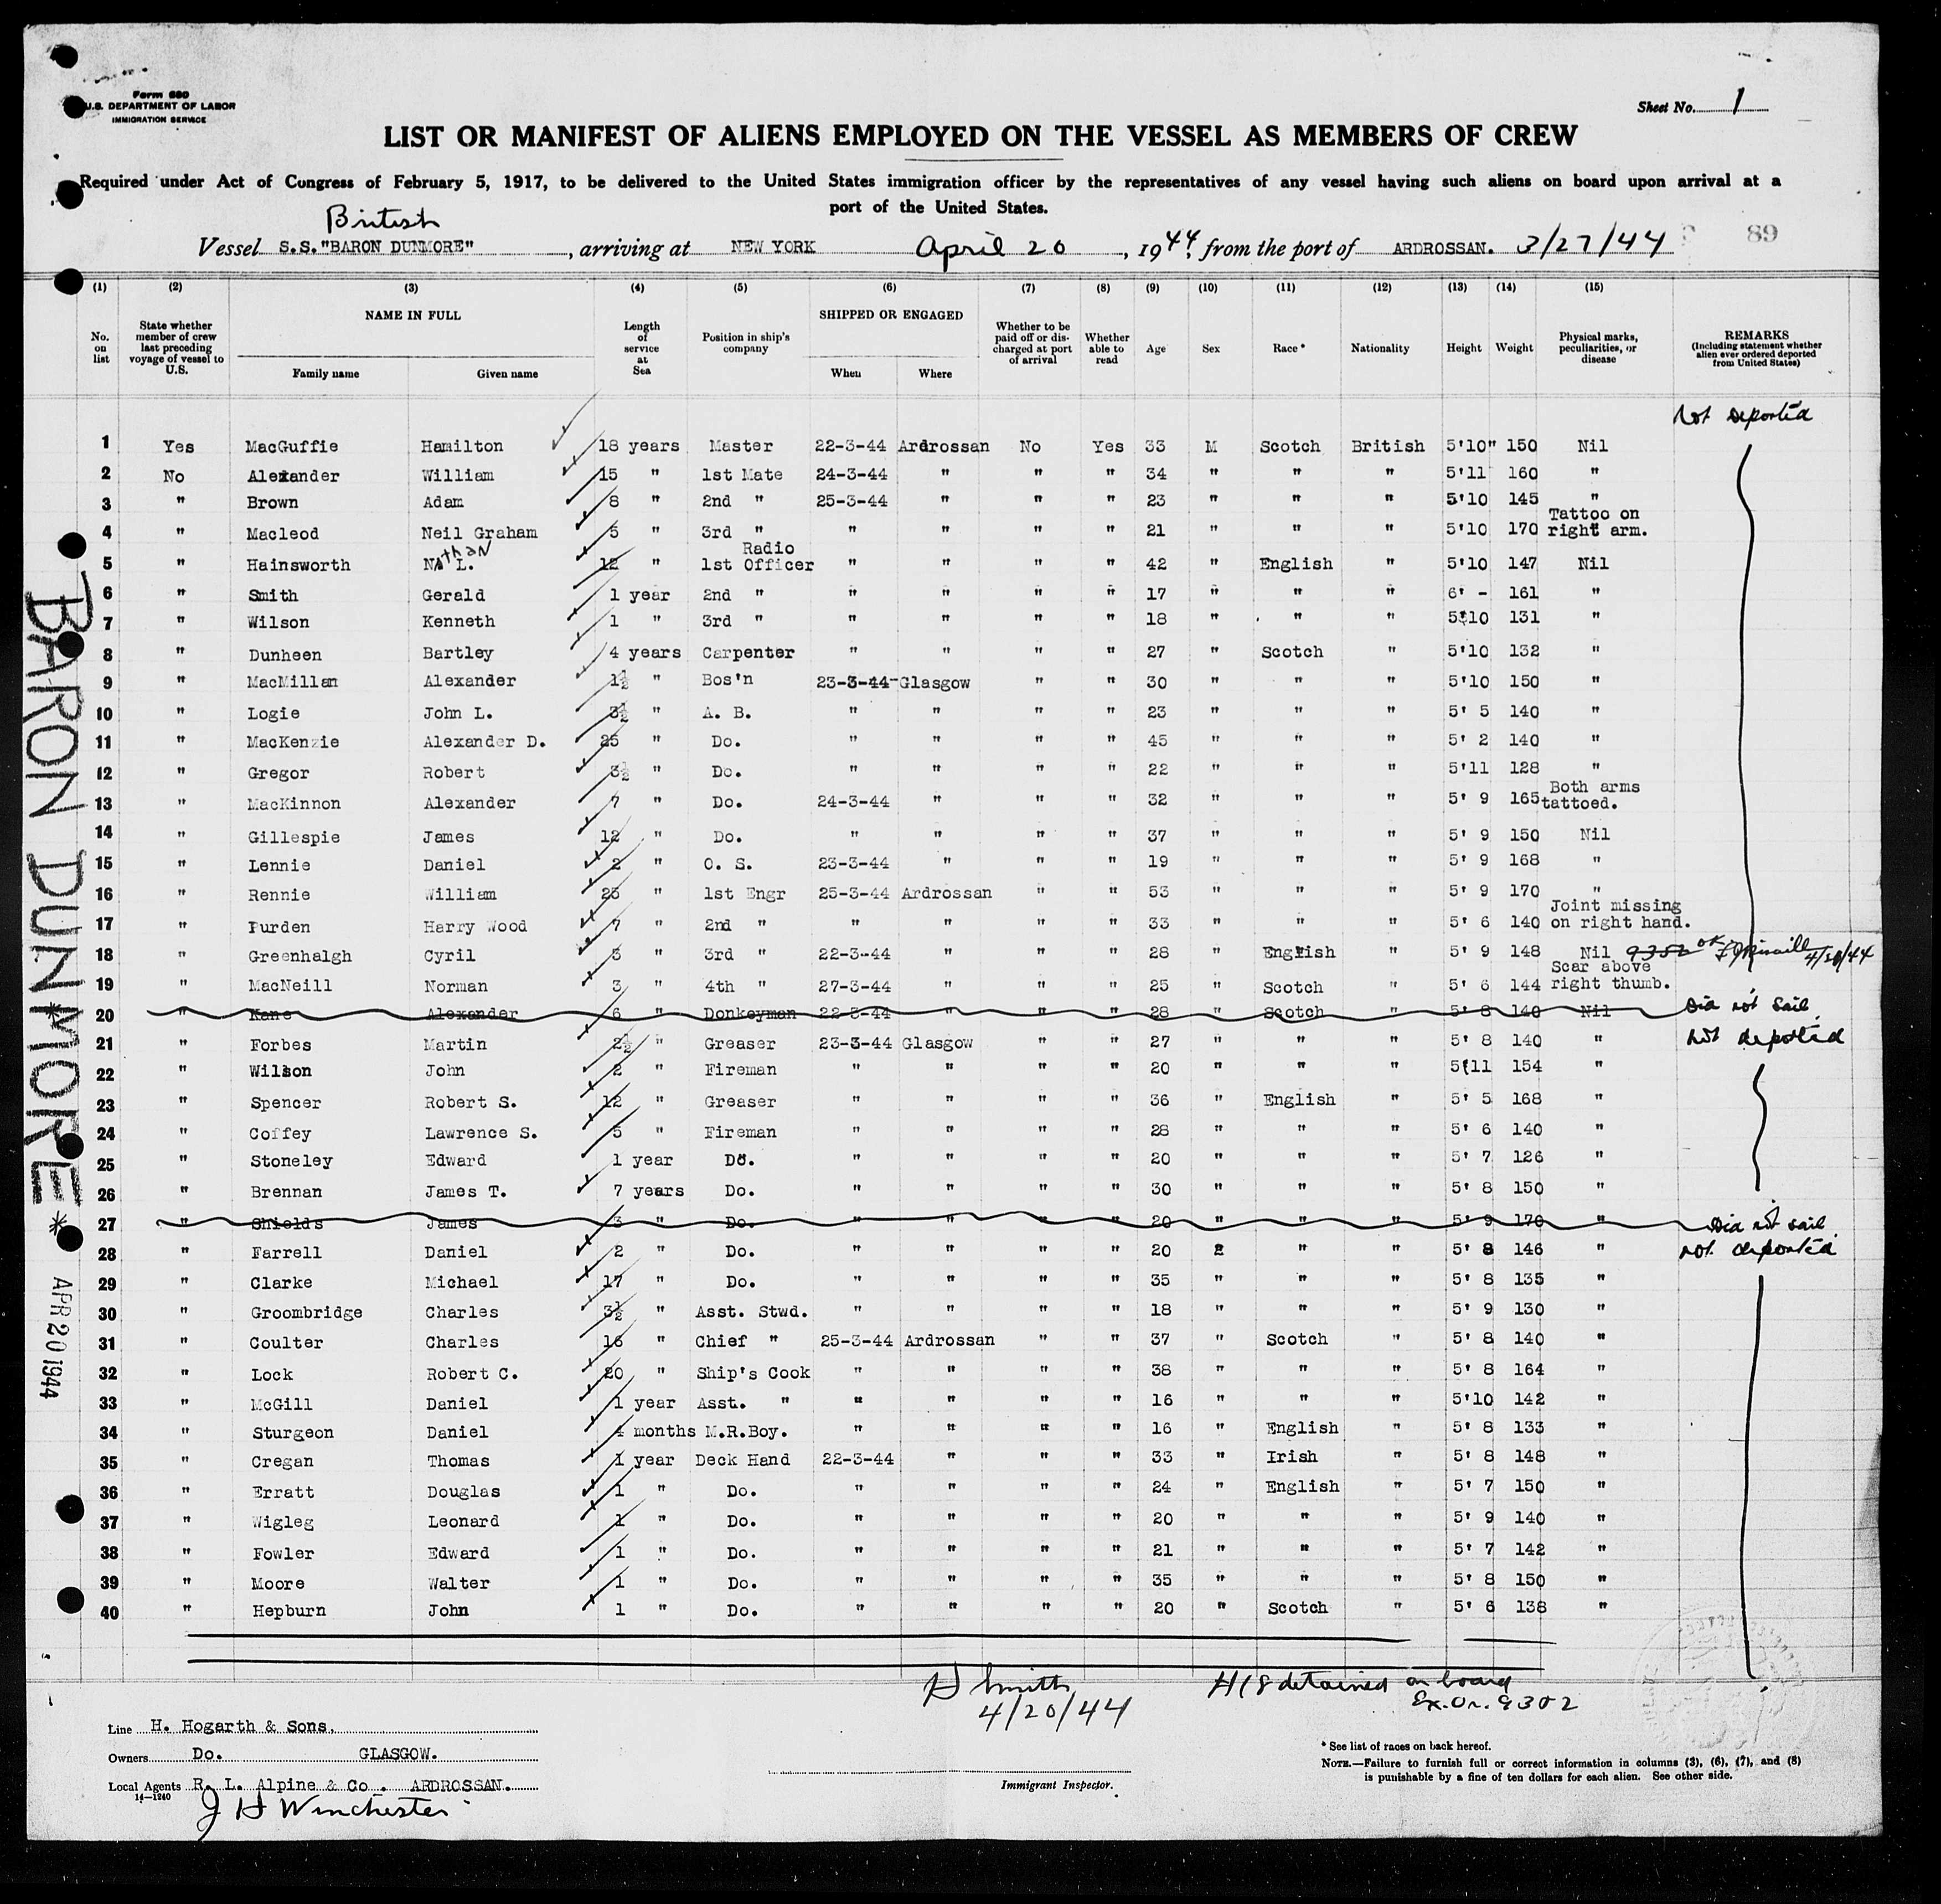 Form 680
U.S. DEPARTMENT OF LABOR
IMMIGRATION SERVICE
Sheet No. 1
LIST OR MANIFEST OF ALIENS EMPLOYED ON THE VESSEL AS MEMBERS OF CREW
Required under Act of Congress of February 5, 1917, to be delivered to the United States immigration officer by the representatives of any vessel having such aliens on board upon arrival at a
port of the United States.
British
Vessel S.S. "BARON DUNMORE", arriving at NEW YORK April 20, 1944, from the port of ARDROSSAN. 3/27/44
89
(1) (2) (3) (4) (5) (6) (7) (8) (9) (10) (11) (12) (13) (14) (15)
No. on list
State whether member of crew last preceding voyage of vessel to U.S.
NAME IN FULL
Family name Given name
Length of service at Sea
Position in ship's company
SHIPPED OR ENGAGED
When Where
Whether to be paid off or discharged at port of arrival
Whether able to read
Age Sex Race* Nationality Height Weight
Physical marks, peculiarities, or disease
REMARKS
(Including statement whether alien ever ordered deported from United States)
Not deported
1 Yes MacGuffie Hamilton 18 years Master 22-3-44 Ardrossan No Yes 33 M Scotch British 5'10" 150 Nil
2 No Alexander William 15 " 1st Mate 24-3-44 " " " 34 " " " 5'11 160 "
3 " Brown Adam 8 " 2nd " 25-3-44 " " " 23 " " " 5'10 145 "
4 " Macleod Neil Graham 5 " 3rd " " " " " 21 " " " 5'10 170 Tattoo on right arm.
5 " Hainsworth Nathan L. 12 " 1st Radio Officer " " " " 42 " English " 5'10 147 Nil
6 " Smith Gerald 1 year 2nd " " " " " 17 " " " 6' - 161 "
7 " Wilson Kenneth 1 " 3rd " " " " " 18 " " " 5'10 131 "
8 " Dunheen Bartley 4 years Carpenter " " " " 27 " Scotch " 5'10 132 "
9 " MacMillan Alexander 1½ " Bos'n 23-3-44 Glasgow " " 30 " " " 5'10 150 "
10 " Logie John L. 3½ " A. B. " " " " 23 " " " 5' 5 140 "
11 " MacKenzie Alexander D. 25 " Do. " " " " 45 " " " 5' 2 140 "
12 " Gregor Robert 3½ " Do. " " " " 22 " " " 5'11 128 "
13 " MacKinnon Alexander 7 " Do. 24-3-44 " " " 32 " " " 5' 9 165 Both arms tattoed.
14 " Gillespie James 12 " Do. " " " " 37 " " " 5' 9 150 Nil
15 " Lennie Daniel 2 " O. S. 23-3-44 " " " 19 " " " 5' 9 168 "
16 " Rennie William 25 " 1st Engr 25-3-44 Ardrossan " " 53 " " " 5' 9 170 "
17 " Purden Harry Wood 7 " 2nd " " " " " 33 " " " 5' 6 140 Joint missing on right hand.
18 " Greenhalgh Cyril 3 " 3rd " 22-3-44 " " " 28 " English " 5' 9 148 Nil 9352 OK 4/20/44
19 " MacNeill Norman 3 " 4th " 27-3-44 " " " 25 " Scotch " 5' 6 144 Scar above right thumb.
20 " Kane Alexander 6 " Donkeyman 22-3-44 " " " 28 " Scotch " 5' 8 140 Nil Did not sail
21 " Forbes Martin 2½ " Greaser 23-3-44 Glasgow " " 27 " " " 5' 8 140 " Not deported
22 " Wilson John 2 " Fireman " " " " 20 " " " 5'11 154 "
23 " Spencer Robert S. 12 " Greaser " " " " 36 " English " 5' 5 168 "
24 " Coffey Lawrence S. 5 " Fireman " " " " 28 " " " 5' 6 140 "
25 " Stoneley Edward 1 year Do. " " " " 20 " " " 5' 7 126 "
26 " Brennan James T. 7 years Do. " " " " 30 " " " 5' 8 150 "
27 " Shields James 3 " Do. " " " " 20 " " " 5' 9 170 " Did not sail
28 " Farrell Daniel 2 " Do. " " " " 20 " " " 5' 8 146 " not deported
29 " Clarke Michael 17 " Do. " " " " 35 " " " 5' 8 135 "
30 " Groombridge Charles 3½ " Asst. Stwd. " " " " 18 " " " 5' 9 130 "
31 " Coulter Charles 16 " Chief " 25-3-44 Ardrossan " " 37 " Scotch " 5' 8 140 "
32 " Lock Robert C. 20 " Ship's Cook " " " " 38 " " " 5' 8 164 "
33 " McGill Daniel 1 year Asst. " " " " " 16 " " " 5'10 142 "
34 " Sturgeon Daniel 4 months M.R.Boy. " " " " 16 " English " 5' 8 133 "
35 " Cregan Thomas 1 year Deck Hand 22-3-44 " " " 33 " Irish " 5' 8 148 "
36 " Erratt Douglas 1 " Do. " " " " 24 " English " 5' 7 150 "
37 " Wigleg Leonard 1 " Do. " " " " 20 " " " 5' 9 140 "
38 " Fowler Edward 1 " Do. " " " " 21 " " " 5' 7 142 "
39 " Moore Walter 1 " Do. " " " " 35 " " " 5' 8 150 "
40 " Hepburn John 1 " Do. " " " " 20 " Scotch " 5' 6 138 "
BARON DUNMORE
APR 20 1944
H Smith
4/20/44
#18 detained on board
Ex. Or. 9302
Line H. Hogarth & Sons.
Owners Do. GLASGOW.
Local Agents R. L. Alpine & Co. ARDROSSAN.
14—1240
J H Winchester
Immigrant Inspector.
* See list of races on back hereof.
NOTE.—Failure to furnish full or correct information in columns (3), (6), (7), and (8)
is punishable by a fine of ten dollars for each alien. See other side.